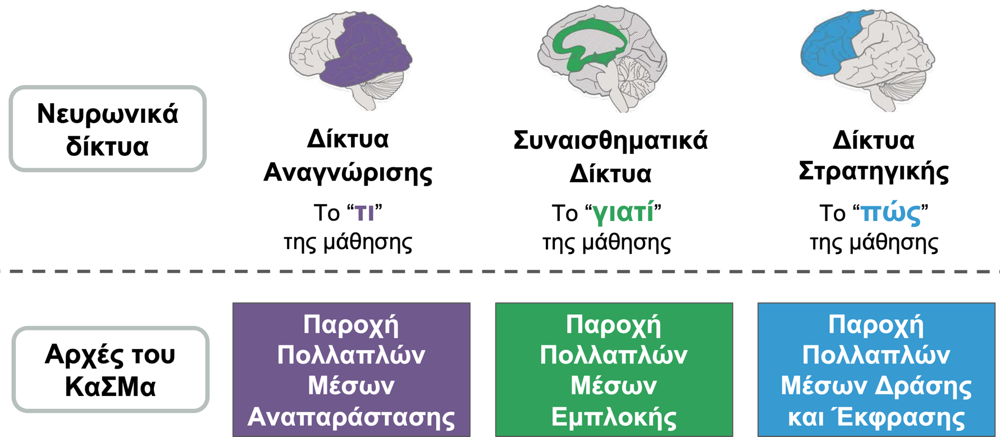 Νευρωνικά
δίκτυα
Δίκτυα
Αναγνώρισης
Το “τι”
της μάθησης
Συναισθηματικά
Δίκτυα
Το “γιατί”
της μάθησης
Δίκτυα
Στρατηγικής
Το “πώς”
της μάθησης
Αρχές του
ΚαΣΜα
Παροχή
Πολλαπλών
Μέσων
Αναπαράστασης
Παροχή
Πολλαπλών
Μέσων
Εμπλοκής
Παροχή
Πολλαπλών
Μέσων Δράσης
και Έκφρασης